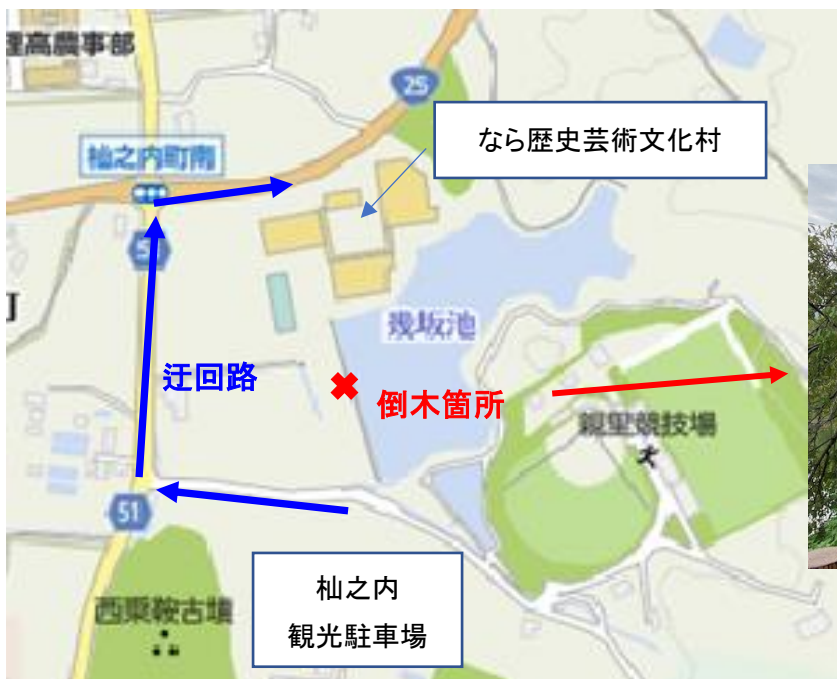 理高農事部
25
なら歴史芸術文化村
杣之内町南
幾坂池
迂回路
倒木箇所
親里競技場
51
杣之内
観光駐車場
西乗鞍古墳